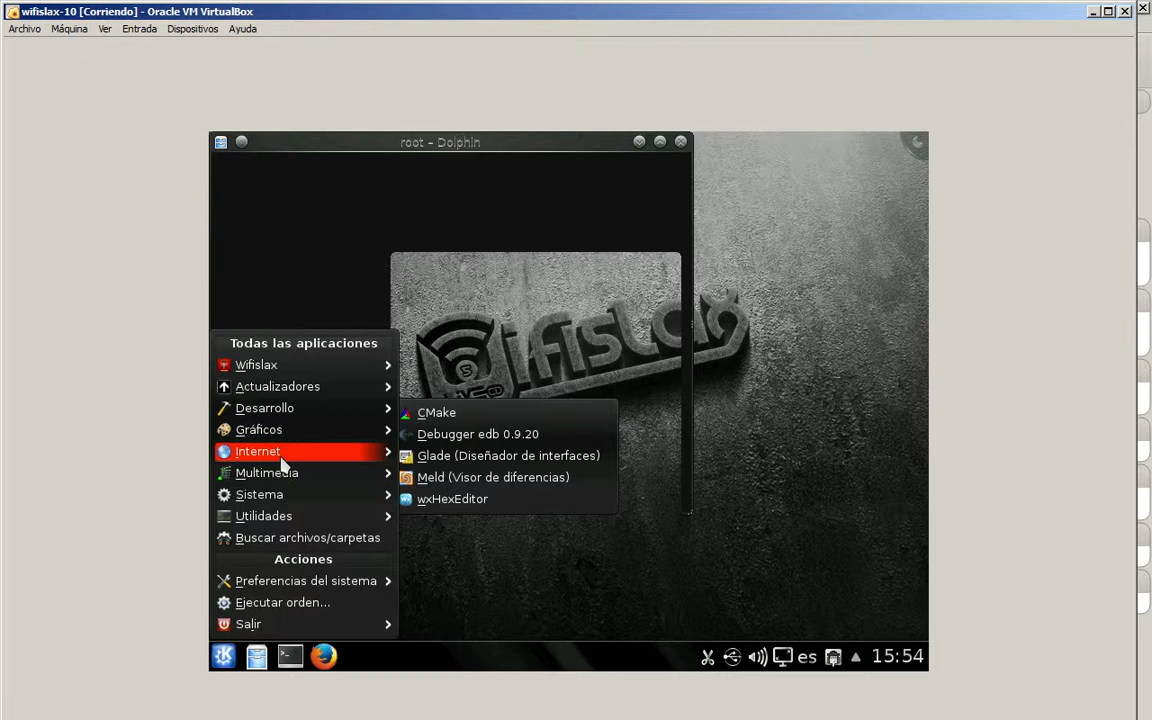 wifislax-10 [Corriendo] - Oracle VM VirtualBox
Archivo Máquina Ver Entrada Dispositivos Ayuda
root – Dolphin
Wifislax
Todas las aplicaciones
Wifislax
Actualizadores
Desarrollo
Gráficos
Internet
Multimedia
Sistema
Utilidades
Buscar archivos/carpetas
Acciones
Preferencias del sistema
Ejecutar orden...
Salir
CMake
Debugger edb 0.9.20
Glade (Diseñador de interfaces)
Meld (Visor de diferencias)
wxHexEditor
es 15:54